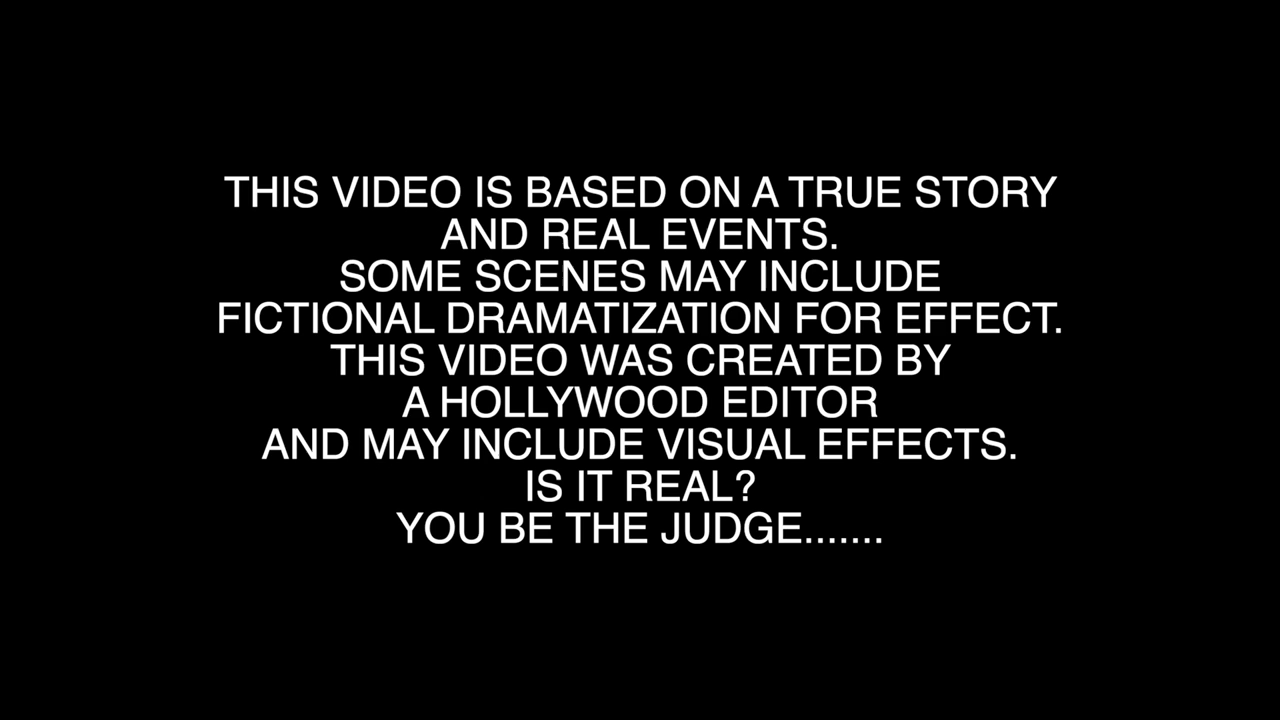 THIS VIDEO IS BASED ON A TRUE STORY
AND REAL EVENTS.
SOME SCENES MAY INCLUDE
FICTIONAL DRAMATIZATION FOR EFFECT.
THIS VIDEO WAS CREATED BY
A HOLLYWOOD EDITOR
AND MAY INCLUDE VISUAL EFFECTS.
IS IT REAL?
YOU BE THE JUDGE.......